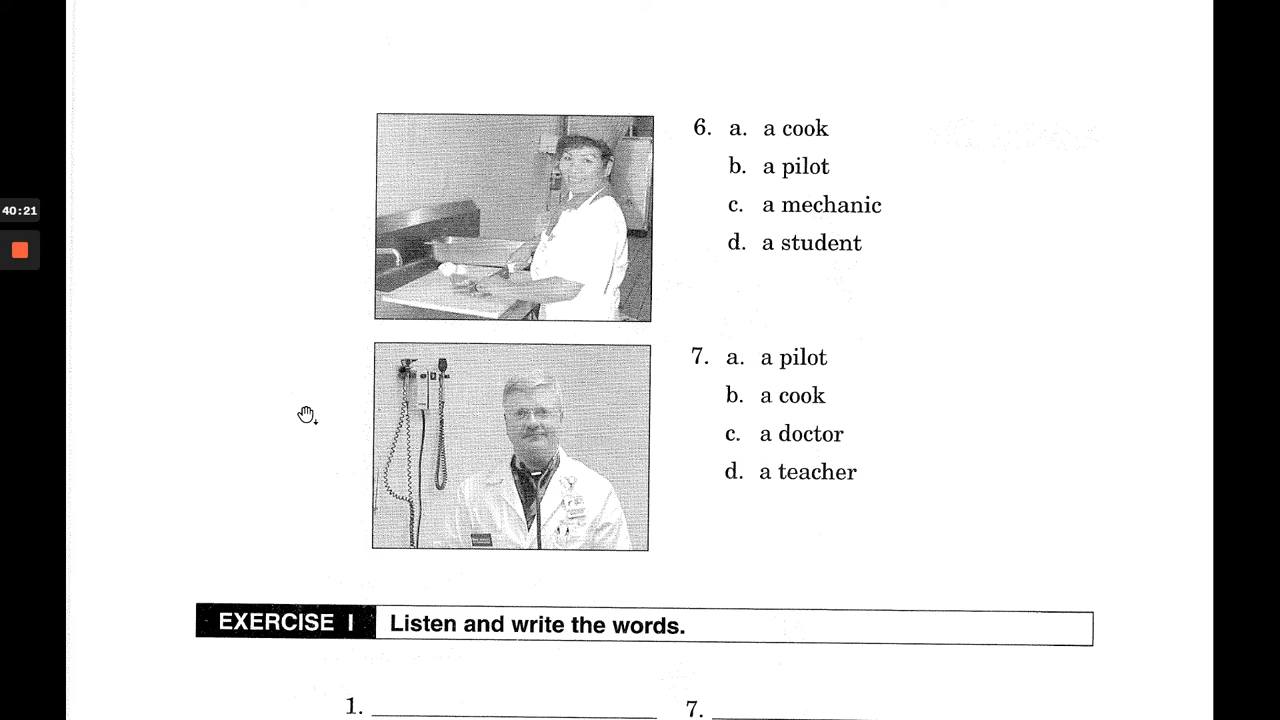 40:21
6. a. a cook
b. a pilot
c. a mechanic
d. a student
7. a. a pilot
b. a cook
c. a doctor
d. a teacher
EXERCISE I Listen and write the words.
1.
7.